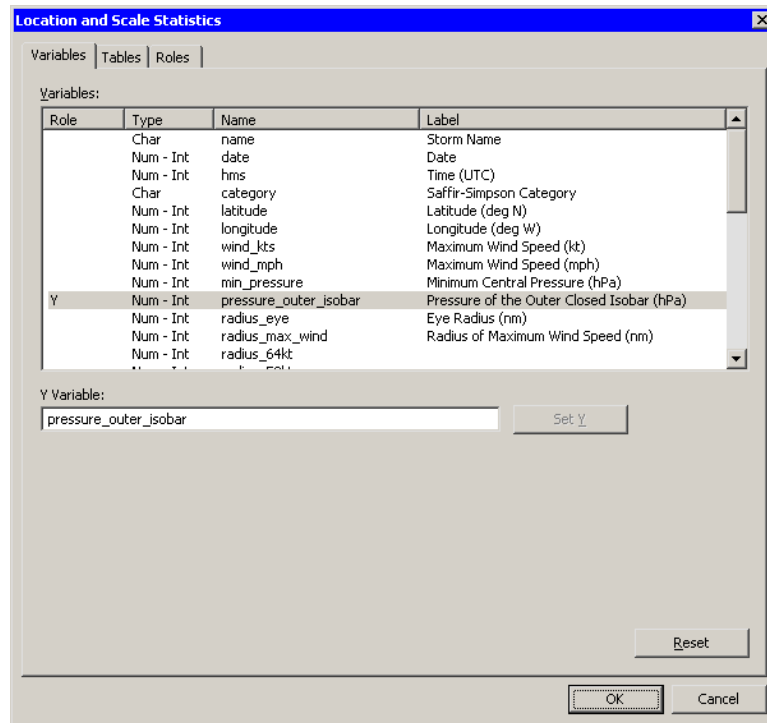 Location and Scale Statistics
Variables Tables Roles
Variables:
Role Type Name Label
Char name Storm Name
Num - Int date Date
Num - Int hms Time (UTC)
Char category Saffir-Simpson Category
Num - Int latitude Latitude (deg N)
Num - Int longitude Longitude (deg W)
Num - Int wind_kts Maximum Wind Speed (kt)
Num - Int wind_mph Maximum Wind Speed (mph)
Num - Int min_pressure Minimum Central Pressure (hPa)
Y Num - Int pressure_outer_isobar Pressure of the Outer Closed Isobar (hPa)
Num - Int radius_eye Eye Radius (nm)
Num - Int radius_max_wind Radius of Maximum Wind Speed (nm)
Num - Int radius_64kt
Y Variable:
pressure_outer_isobar Set Y
Reset
OK Cancel